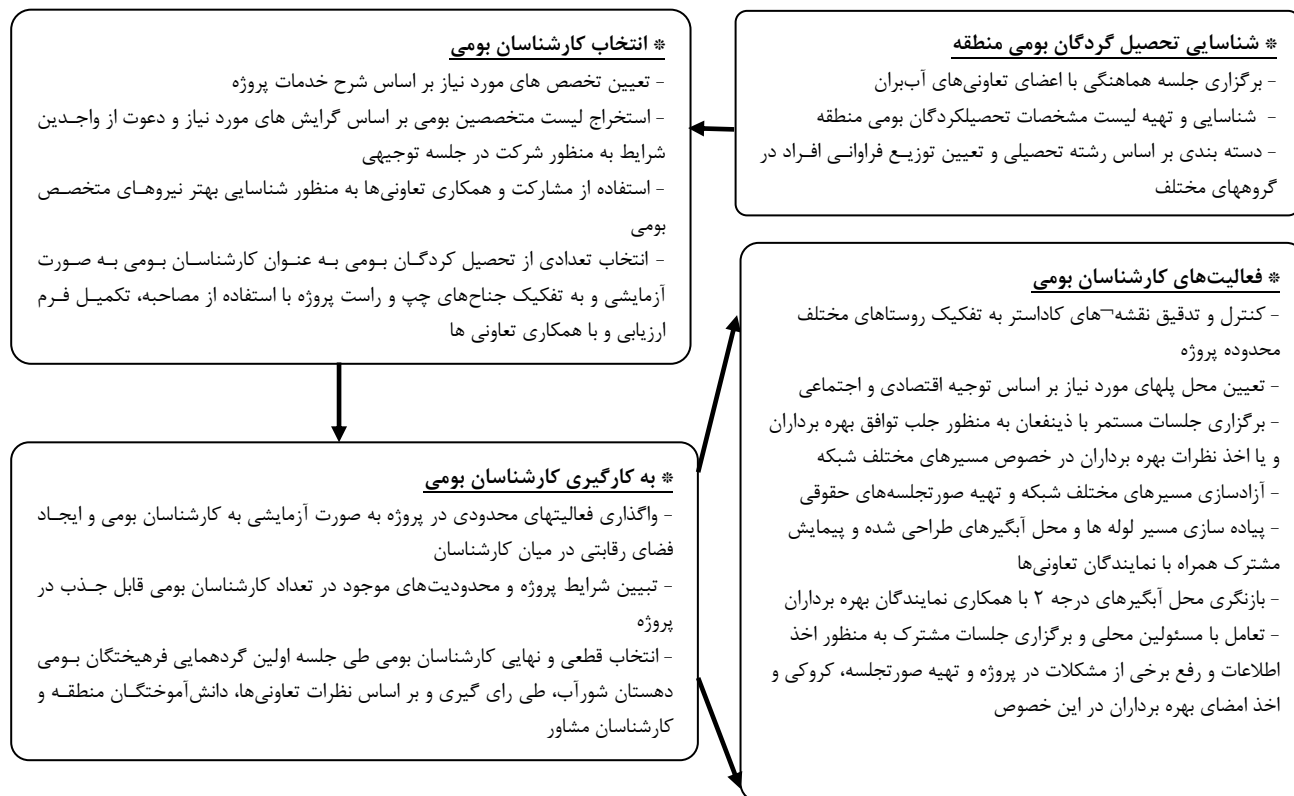 * شناسایی تحصیل گردگان بومی منطقه
- برگزاری جلسه هماهنگی با اعضای تعاونی‌های آب‌بران
- شناسایی و تهیه لیست مشخصات تحصیلکردگان بومی منطقه
- دسته بندی بر اساس رشته تحصیلی و تعیین توزیع فراوانی افراد در
گروههای مختلف
* انتخاب کارشناسان بومی
- تعیین تخصص های مورد نیاز بر اساس شرح خدمات پروژه
- استخراج لیست متخصصین بومی بر اساس گرایش های مورد نیاز و دعوت از واجدین
شرایط به منظور شرکت در جلسه توجیهی
- استفاده از مشارکت و همکاری تعاونی‌ها به منظور شناسایی بهتر نیروهای متخصص
بومی
- انتخاب تعدادی از تحصیل کردگان بومی به عنوان کارشناسان بومی به صورت
آزمایشی و به تفکیک جناح‌های چپ و راست پروژه با استفاده از مصاحبه، تکمیل فرم
ارزیابی و با همکاری تعاونی ها
* به کارگیری کارشناسان بومی
- واگذاری فعالیتهای محدودی در پروژه به صورت آزمایشی به کارشناسان بومی و ایجاد
فضای رقابتی در میان کارشناسان
- تبیین شرایط پروژه و محدودیت‌های موجود در تعداد کارشناسان بومی قابل جذب در
پروژه
- انتخاب قطعی و نهایی کارشناسان بومی طی جلسه اولین گردهمایی فرهیختگان بومی
دهستان شورآب، طی رای گیری و بر اساس نظرات تعاونی‌ها، دانش‌آموختگان منطقه و
کارشناسان مشاور
* فعالیت‌های کارشناسان بومی
- کنترل و تدقیق نقشه¬های کاداستر به تفکیک روستاهای مختلف
محدوده پروژه
- تعیین محل پلهای مورد نیاز بر اساس توجیه اقتصادی و اجتماعی
- برگزاری جلسات مستمر با ذینفعان به منظور جلب توافق بهره برداران
و یا اخذ نظرات بهره برداران در خصوص مسیرهای مختلف شبکه
- آزادسازی مسیرهای مختلف شبکه و تهیه صورتجلسه‌های حقوقی
- پیاده سازی مسیر لوله ها و محل آبگیرهای طراحی شده و پیمایش
مشترک همراه با نمایندگان تعاونی‌ها
- بازنگری محل آبگیرهای درجه ۲ با همکاری نمایندگان بهره برداران
- تعامل با مسئولین محلی و برگزاری جلسات مشترک به منظور اخذ
اطلاعات و رفع برخی از مشکلات در پروژه و تهیه صورتجلسه، کروکی و
اخذ امضای بهره برداران در این خصوص